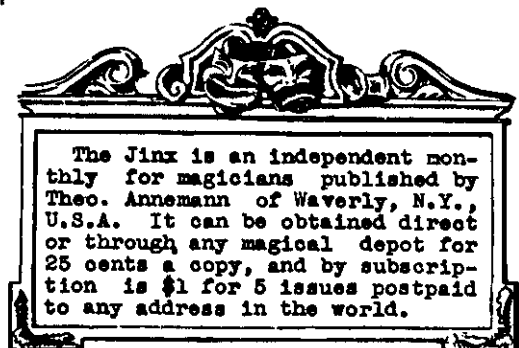 The Jinx is an independent mon-
thly for magicians published by
Theo. Annemann of Waverly, N.Y.,
U.S.A. It can be obtained direct
or through any magical depot for
25 cents a copy, and by subscrip-
tion is $1 for 5 issues postpaid
to any address in the world.